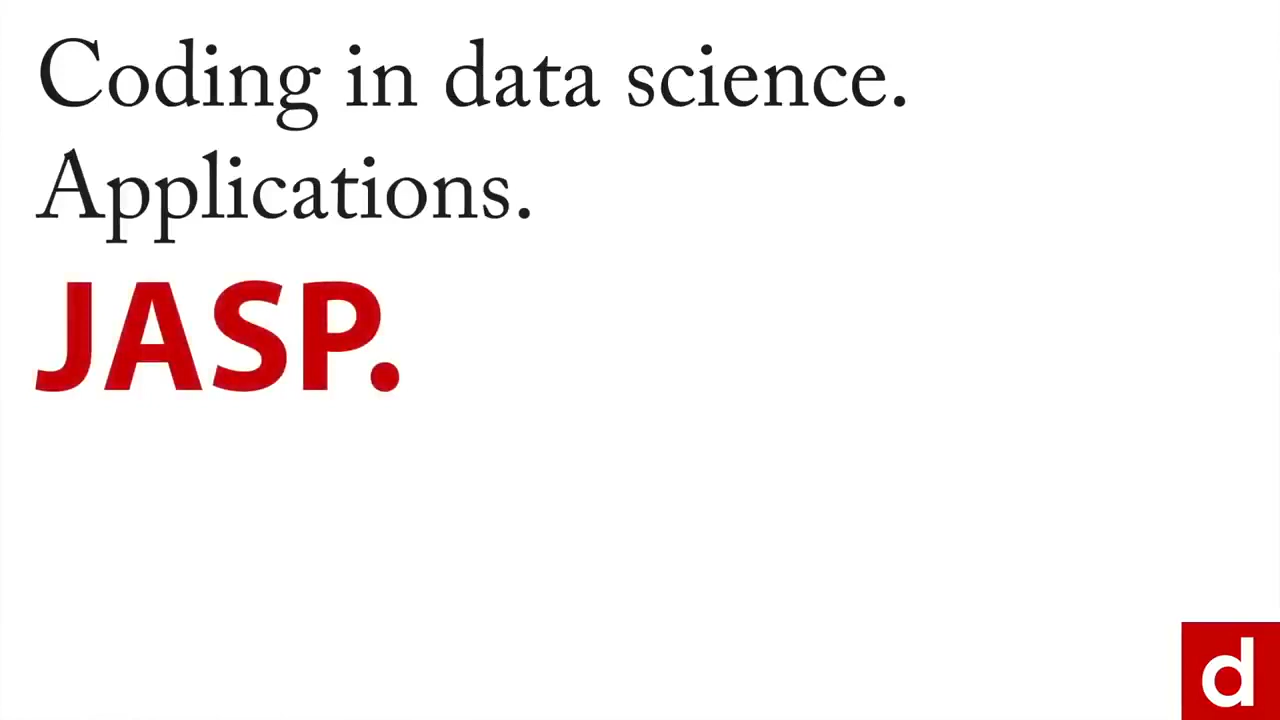 Coding in data science.
Applications.
JASP.
d